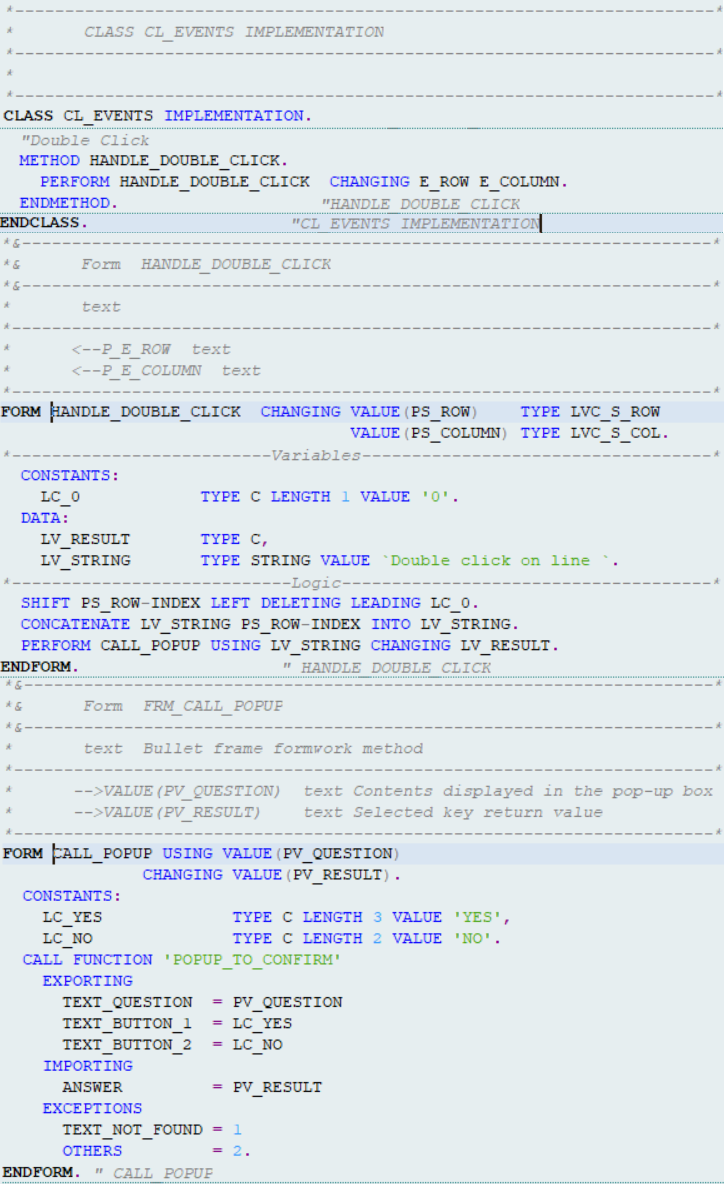 *----------------------------------------------------------------------*
*       CLASS CL_EVENTS IMPLEMENTATION
*----------------------------------------------------------------------*
*
*----------------------------------------------------------------------*
CLASS CL_EVENTS IMPLEMENTATION.
  "Double Click
  METHOD HANDLE_DOUBLE_CLICK.
    PERFORM HANDLE_DOUBLE_CLICK  CHANGING E_ROW E_COLUMN.
  ENDMETHOD.                    "HANDLE_DOUBLE_CLICK
ENDCLASS.                    "CL_EVENTS IMPLEMENTATION
*&---------------------------------------------------------------------*
*&      Form  HANDLE_DOUBLE_CLICK
*&---------------------------------------------------------------------*
*       text
*----------------------------------------------------------------------*
*      <--P_E_ROW  text
*      <--P_E_COLUMN  text
*----------------------------------------------------------------------*
FORM HANDLE_DOUBLE_CLICK  CHANGING VALUE(PS_ROW)    TYPE LVC_S_ROW
                                   VALUE(PS_COLUMN) TYPE LVC_S_COL.
*--------------------------Variables-----------------------------------*
  CONSTANTS:
    LC_0            TYPE C LENGTH 1 VALUE '0'.
  DATA:
    LV_RESULT       TYPE C,
    LV_STRING       TYPE STRING VALUE `Double click on line `.
*----------------------------Logic-------------------------------------*
  SHIFT PS_ROW-INDEX LEFT DELETING LEADING LC_0.
  CONCATENATE LV_STRING PS_ROW-INDEX INTO LV_STRING.
  PERFORM CALL_POPUP USING LV_STRING CHANGING LV_RESULT.
ENDFORM.                    " HANDLE_DOUBLE_CLICK
*&---------------------------------------------------------------------*
*&      Form  FRM_CALL_POPUP
*&---------------------------------------------------------------------*
*       text  Bullet frame formwork method
*----------------------------------------------------------------------*
*      -->VALUE(PV_QUESTION)  text Contents displayed in the pop-up box
*      -->VALUE(PV_RESULT)    text Selected key return value
*----------------------------------------------------------------------*
FORM CALL_POPUP USING VALUE(PV_QUESTION)
              CHANGING VALUE(PV_RESULT).
  CONSTANTS:
    LC_YES             TYPE C LENGTH 3 VALUE 'YES',
    LC_NO              TYPE C LENGTH 2 VALUE 'NO'.
  CALL FUNCTION 'POPUP_TO_CONFIRM'
    EXPORTING
      TEXT_QUESTION  = PV_QUESTION
      TEXT_BUTTON_1  = LC_YES
      TEXT_BUTTON_2  = LC_NO
    IMPORTING
      ANSWER         = PV_RESULT
    EXCEPTIONS
      TEXT_NOT_FOUND = 1
      OTHERS         = 2.
ENDFORM. " CALL_POPUP